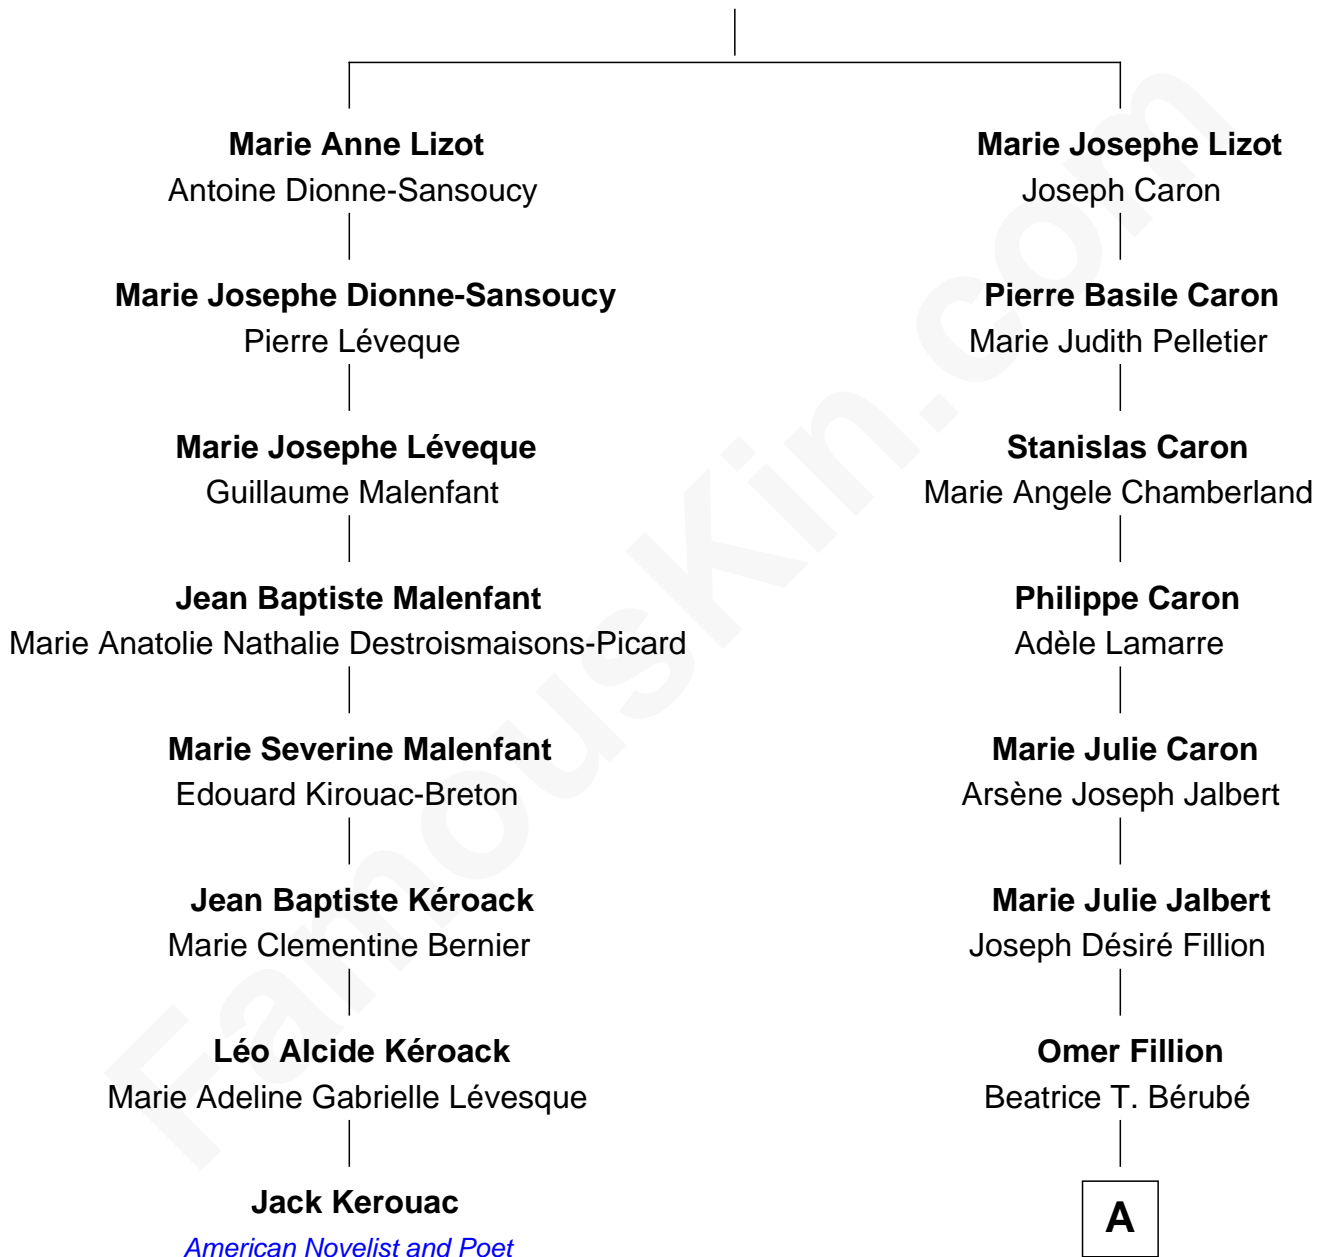 Marie Anne Lizot
Antoine Dionne-Sansoucy
Marie Josephe Dionne-Sansoucy
Pierre Léveque
Marie Josephe Léveque
Guillaume Malenfant
Jean Baptiste Malenfant
Marie Anatolie Nathalie Destroismaisons-Picard
Marie Severine Malenfant
Edouard Kirouac-Breton
Jean Baptiste Kéroack
Marie Clementine Bernier
Léo Alcide Kéroack
Marie Adeline Gabrielle Lévesque
Jack Kerouac
American Novelist and Poet
Marie Josephe Lizot
Joseph Caron
Pierre Basile Caron
Marie Judith Pelletier
Stanislas Caron
Marie Angele Chamberland
Philippe Caron
Adèle Lamarre
Marie Julie Caron
Arsène Joseph Jalbert
Marie Julie Jalbert
Joseph Désiré Fillion
Omer Fillion
Beatrice T. Bérubé
A
FamousKin.com